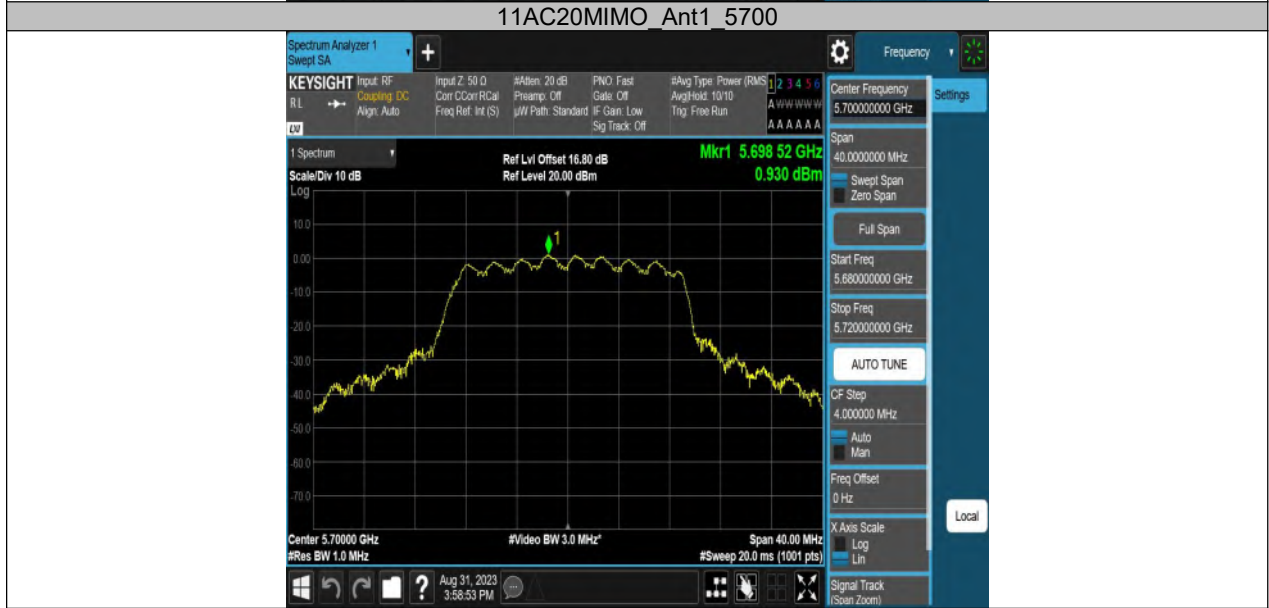 11AC20MIMO_Ant1_5700
Spectrum Analyzer 1
Swept SA
+
Frequency
KEYSIGHT
Input: RF
Input Z: 50 Ω
#Atten: 20 dB
PNO: Fast
#Avg Type: Power (RMS
1 2 3 4 5 6
RL
Coupling: DC
Corr CCorr RCal
Preamp: Off
Gate: Off
Avg|Hold: 10/10
A W W W W W
Align: Auto
Freq Ref: Int (S)
µW Path: Standard
IF Gain: Low
Trig: Free Run
Sig Track: Off
A A A A A A
LXI
1 Spectrum
Ref Lvl Offset 16.80 dB
Mkr1 5.698 52 GHz
Scale/Div 10 dB
Ref Level 20.00 dBm
0.930 dBm
Log
10.0
0.00
-10.0
-20.0
-30.0
-40.0
-50.0
-60.0
-70.0
1
Center 5.70000 GHz
#Video BW 3.0 MHz*
Span 40.00 MHz
#Res BW 1.0 MHz
#Sweep 20.0 ms (1001 pts)
Center Frequency
5.700000000 GHz
Settings
Span
40.0000000 MHz
Swept Span
Zero Span
Full Span
Start Freq
5.680000000 GHz
Stop Freq
5.720000000 GHz
AUTO TUNE
CF Step
4.000000 MHz
Auto
Man
Freq Offset
0 Hz
X Axis Scale
Log
Lin
Local
Signal Track
(Span Zoom)
?
Aug 31, 2023
3:58:53 PM